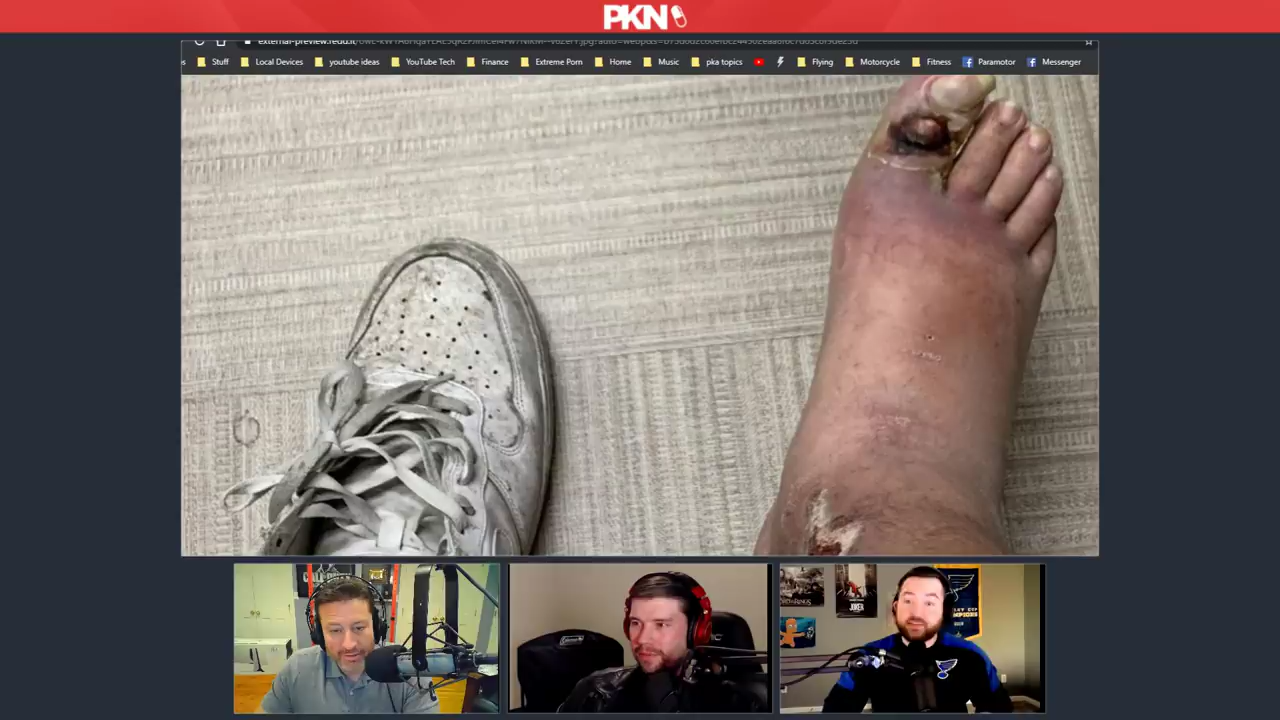 PKN
Stuff Local Devices youtube ideas YouTube Tech Finance Extreme Porn Home Music pka topics Flying Motorcycle Fitness Paramotor Messenger
JOKER